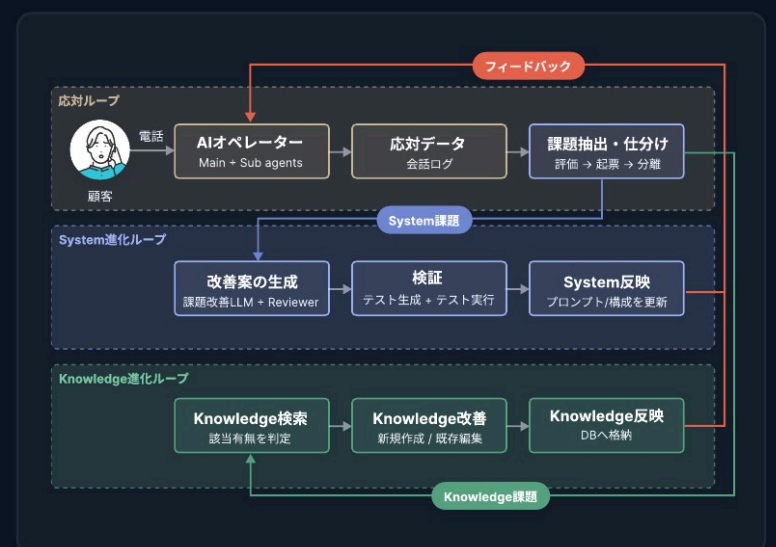 フィードバック
応対ループ
電話
顧客
AIオペレーター
Main + Sub agents
応対データ
会話ログ
課題抽出・仕分け
評価 → 起票 → 分離
System課題
System進化ループ
改善案の生成
課題改善LLM + Reviewer
検証
テスト生成 + テスト実行
System反映
プロンプト/構成を更新
Knowledge進化ループ
Knowledge検索
該当有無を判定
Knowledge改善
新規作成 / 既存編集
Knowledge反映
DBへ格納
Knowledge課題